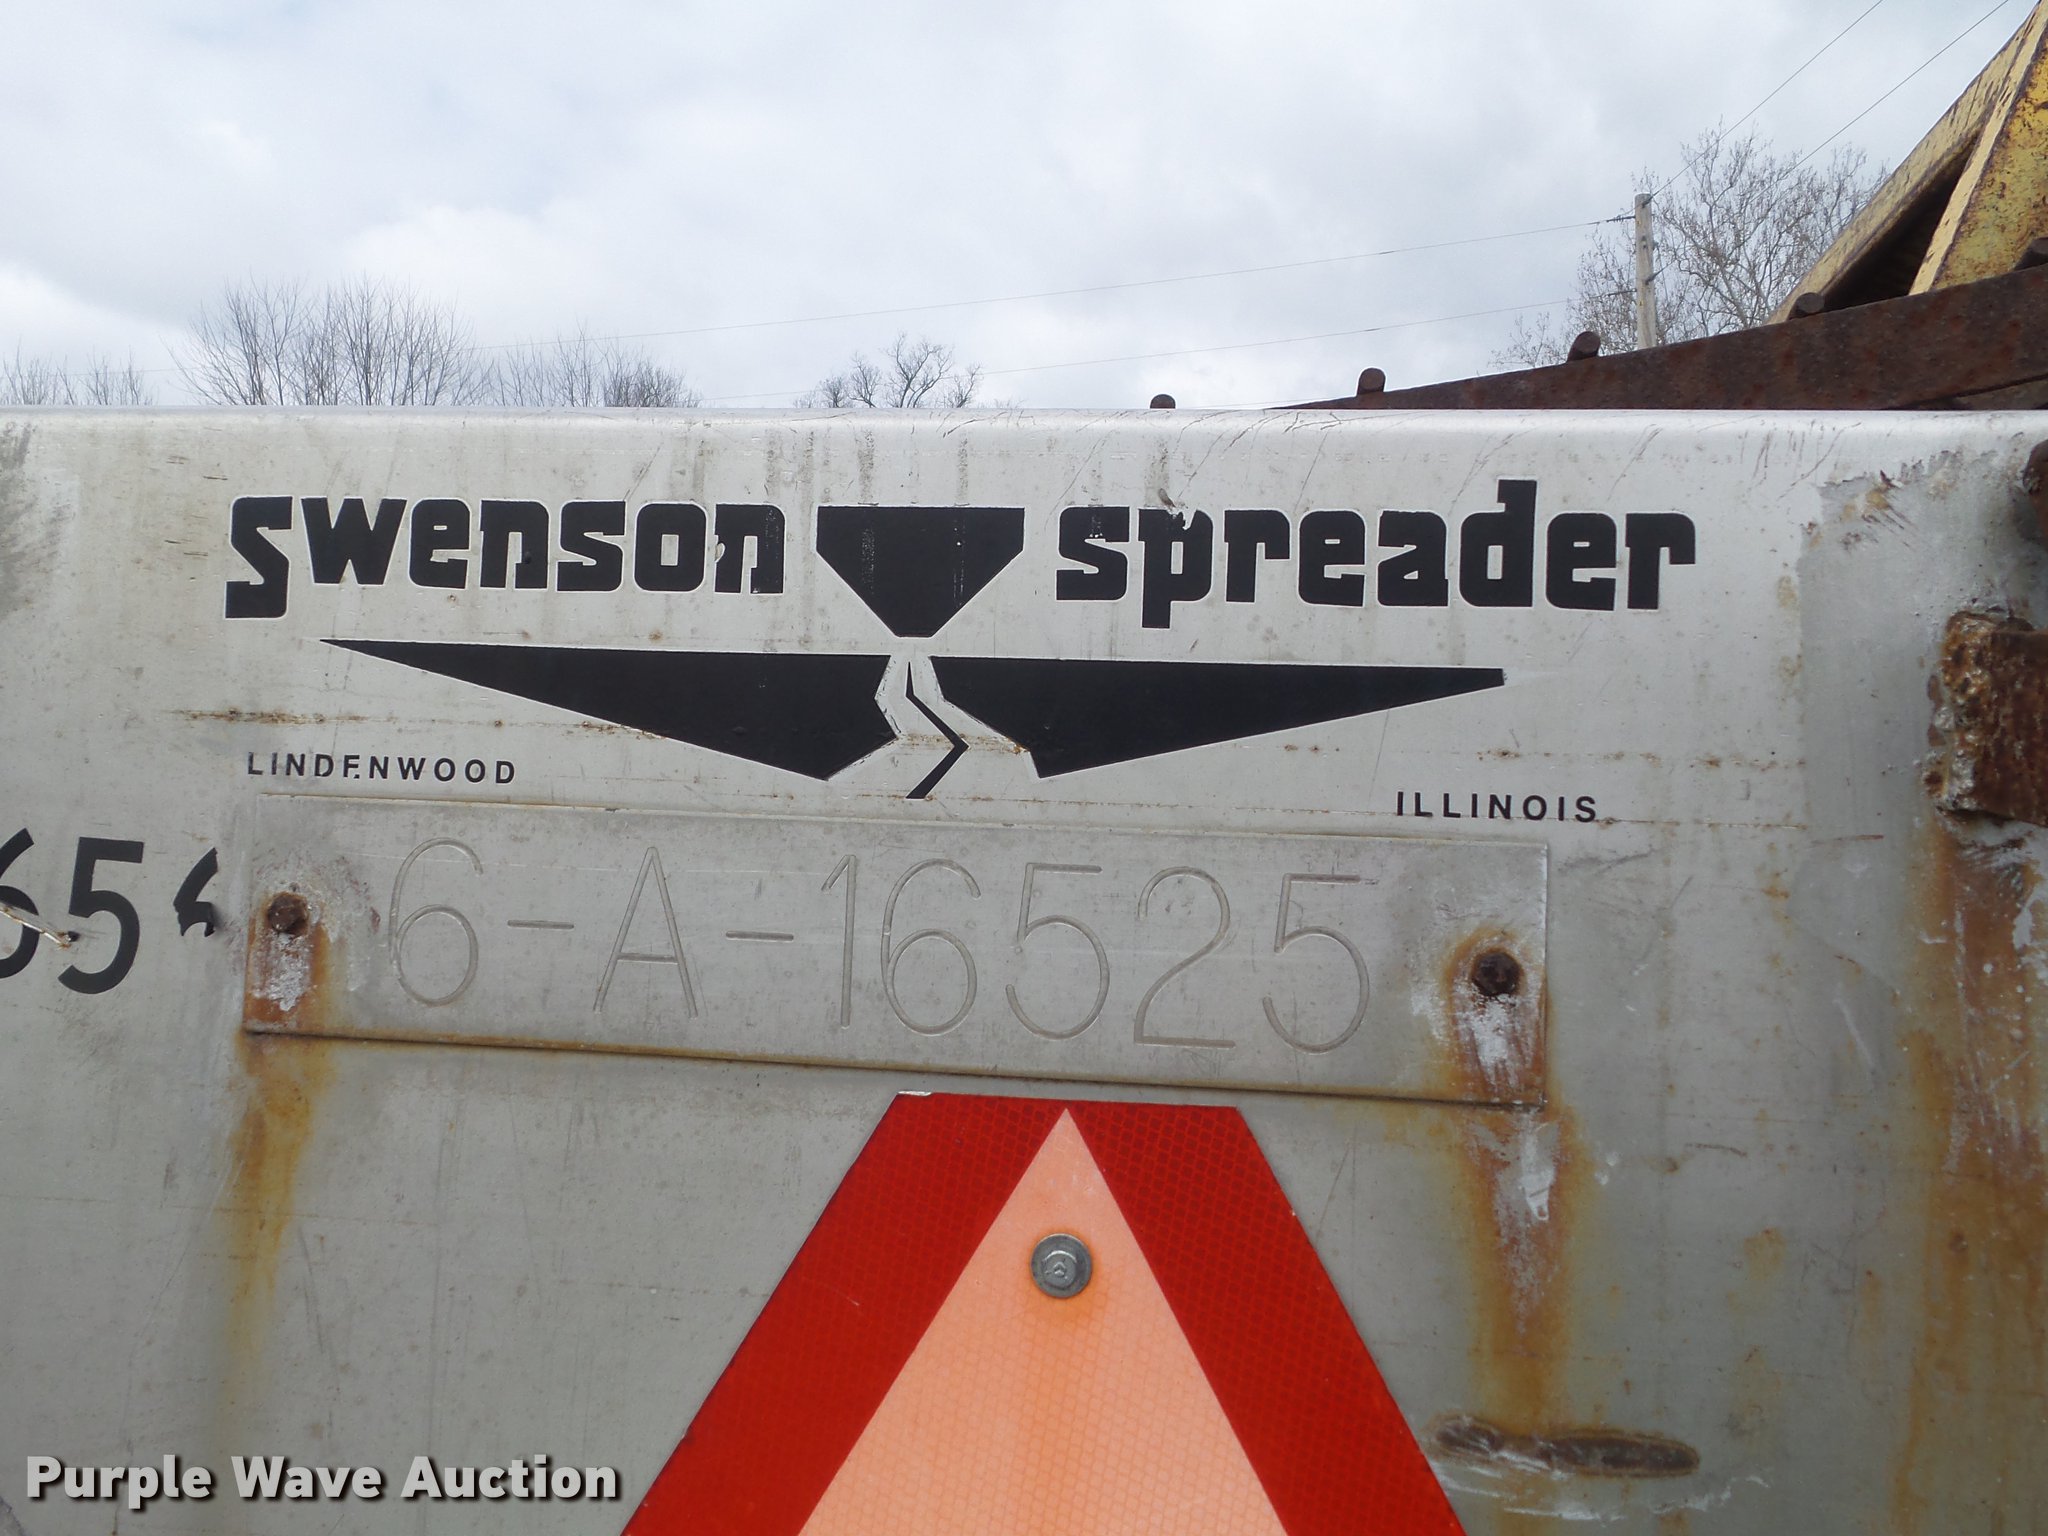 Swenson spreader
LINDENWOOD ILLINOIS
6-A-16525
Purple Wave Auction